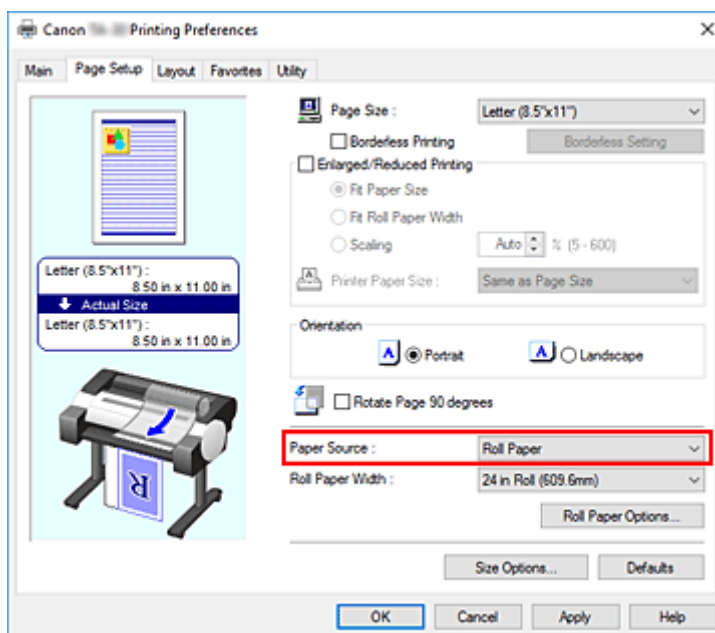 Canon Printing Preferences
Main Page Setup Layout Favorites Utility
Page Size : Letter (8.5"x11")
Borderless Printing Borderless Setting
Enlarged/Reduced Printing
Fit Paper Size
Fit Roll Paper Width
Scaling Auto % (5 - 600)
A Printer Paper Size : Same as Page Size
Letter (8.5"x11") :
8.50 in x 11.00 in
Actual Size
Letter (8.5"x11") :
8.50 in x 11.00 in
Orientation
A Portrait A Landscape
Rotate Page 90 degrees
Paper Source : Roll Paper
Roll Paper Width : 24 in Roll (609.6mm)
R
Roll Paper Options...
Size Options... Defaults
OK Cancel Apply Help